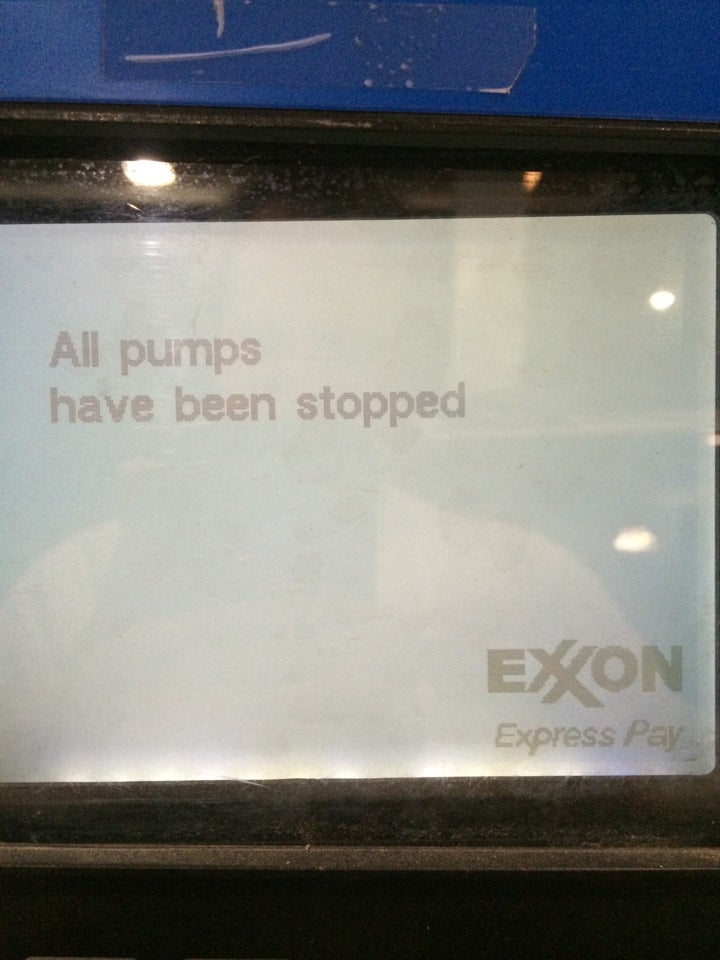 All pumps
have been stopped
EXXON
Express Pay